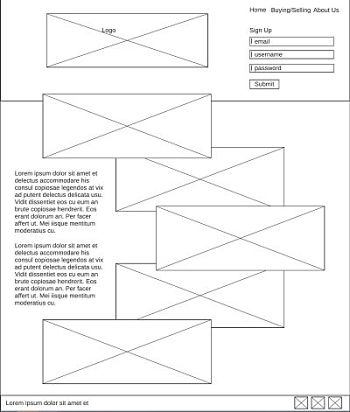 Home Buying/Selling About Us
Logo
Sign Up
email
username
password
Submit
Lorem ipsum dolor sit amet et
delectus accommodare his
consul copiosae legendos at vix
ad putent delectus delicata usu.
Vidit dissentiet eos cu eum an
brute copiosae hendrerit. Eos
erant dolorum an. Per facer
affert ut. Mei iisque mentitum
moderatius cu.
Lorem ipsum dolor sit amet et
delectus accommodare his
consul copiosae legendos at vix
ad putent delectus delicata usu.
Vidit dissentiet eos cu eum an
brute copiosae hendrerit. Eos
erant dolorum an. Per facer
affert ut. Mei iisque mentitum
moderatius cu.
Lorem ipsum dolor sit amet et